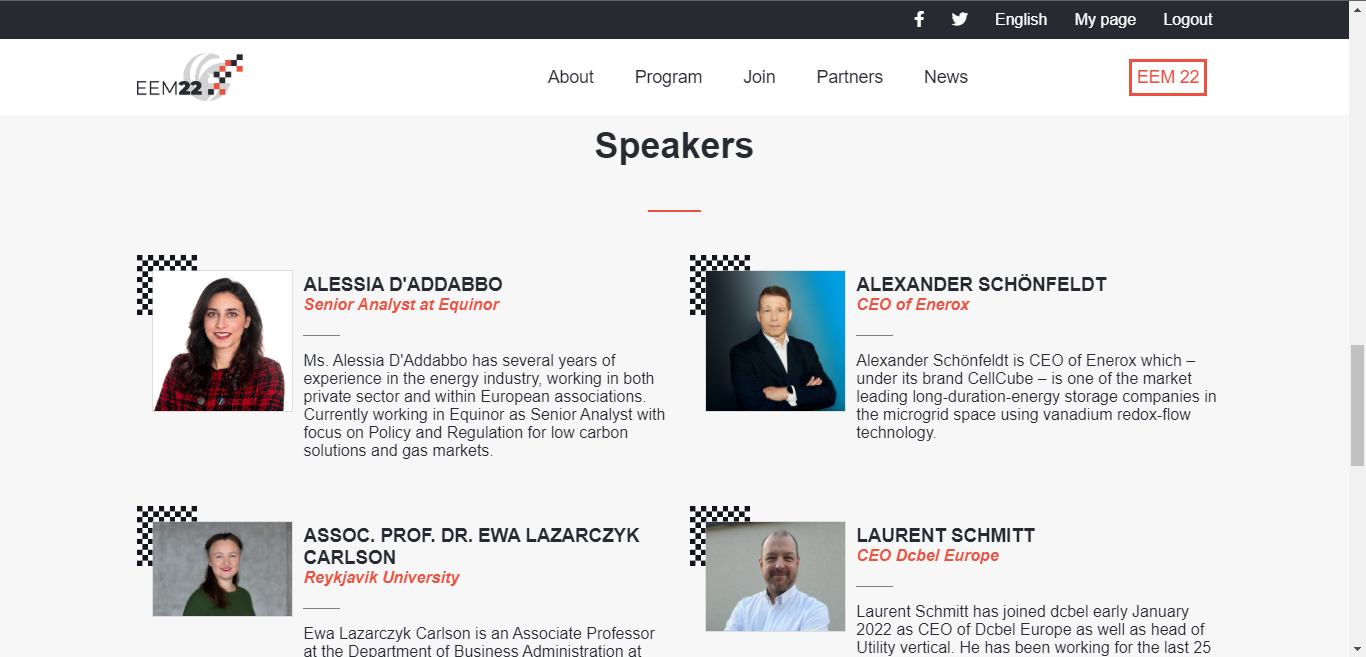 English
My page
Logout
EEM22
About
Program
Join
Partners
News
EEM 22
Speakers
ALESSIA D'ADDABBO
Senior Analyst at Equinor
Ms. Alessia D'Addabbo has several years of
experience in the energy industry, working in both
private sector and within European associations.
Currently working in Equinor as Senior Analyst with
focus on Policy and Regulation for low carbon
solutions and gas markets.
ALEXANDER SCHÖNFELDT
CEO of Enerox
Alexander Schönfeldt is CEO of Enerox which –
under its brand CellCube – is one of the market
leading long-duration-energy storage companies in
the microgrid space using vanadium redox-flow
technology.
ASSOC. PROF. DR. EWA LAZARCZYK
CARLSON
Reykjavik University
Ewa Lazarczyk Carlson is an Associate Professor
at the Department of Business Administration at
LAURENT SCHMITT
CEO Dcbel Europe
Laurent Schmitt has joined dcbel early January
2022 as CEO of Dcbel Europe as well as head of
Utility vertical. He has been working for the last 25